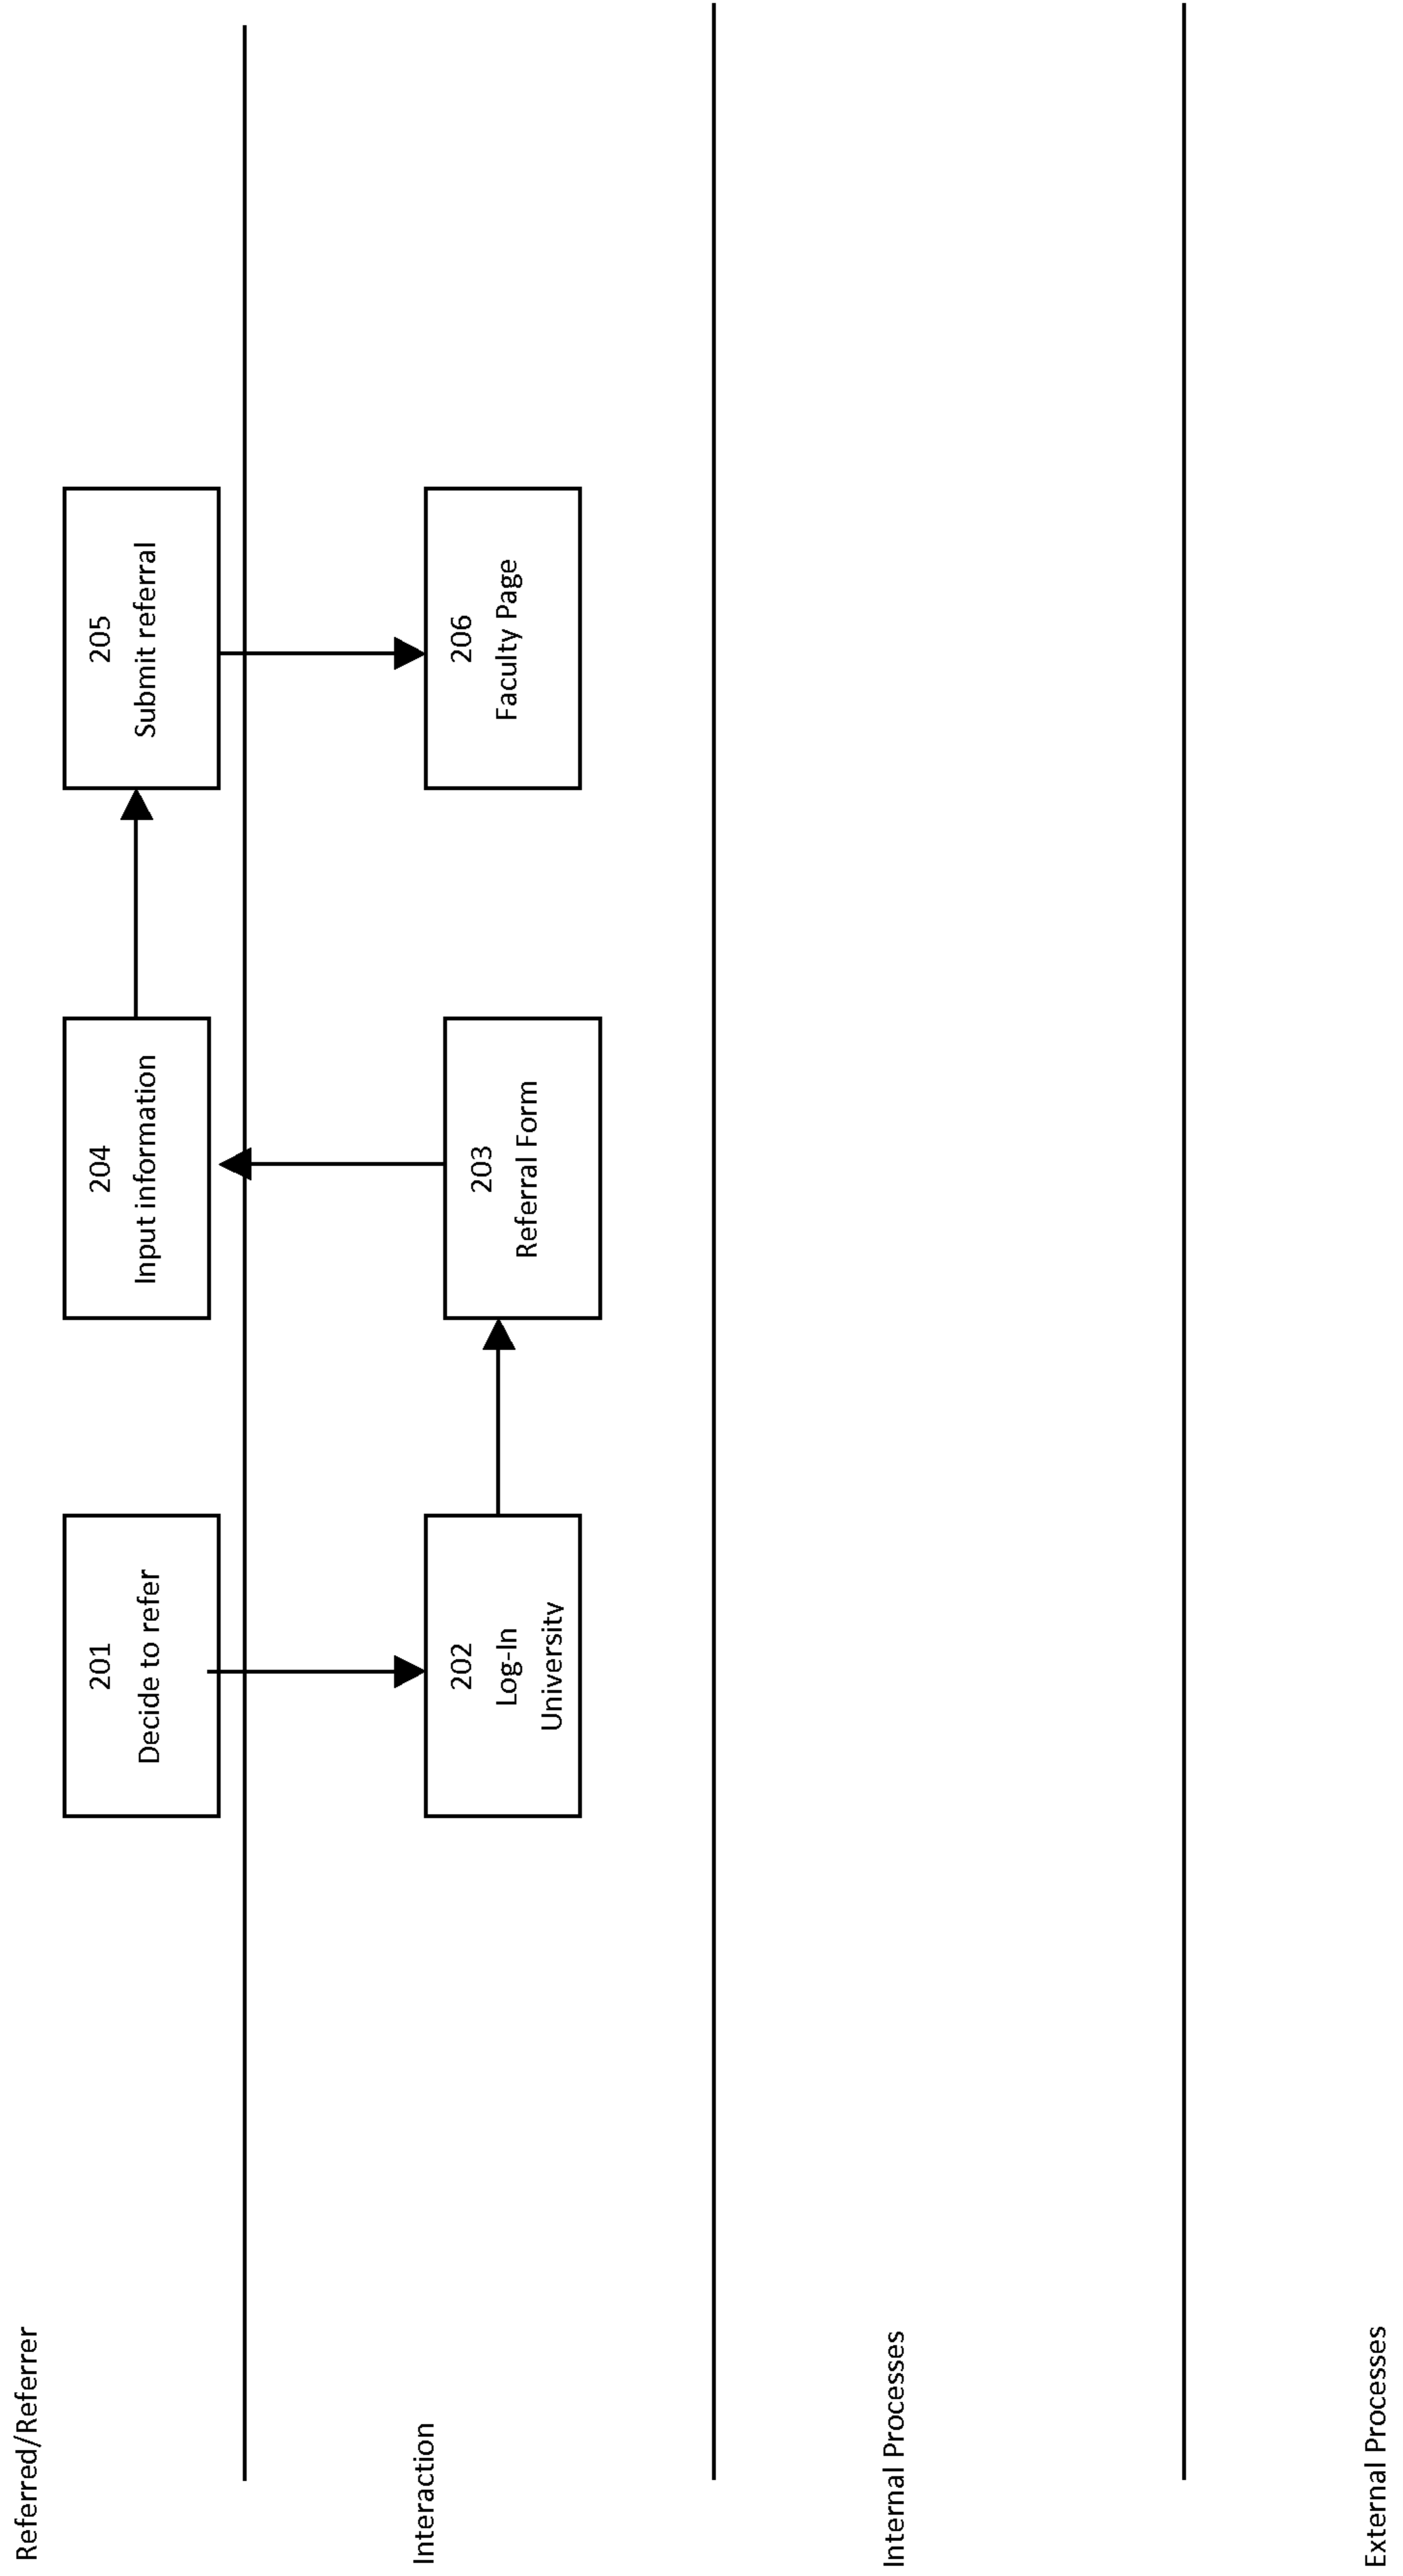 Referred/Referrer
201
Decide to refer
204
Input information
205
Submit referral
Interaction
202
Log-In
University
203
Referral Form
206
Faculty Page
Internal Processes
External Processes